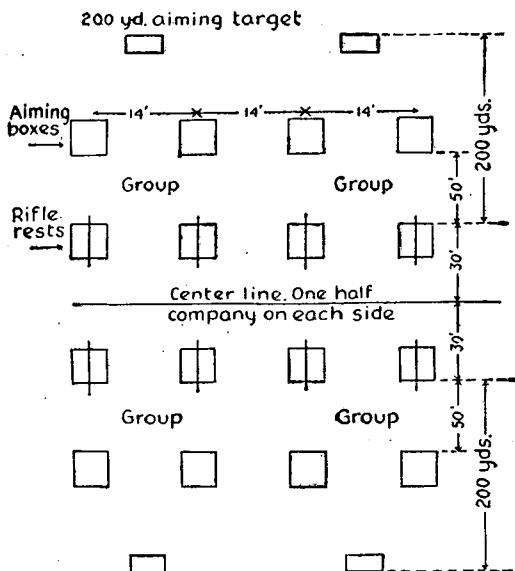 200 yd. aiming target
14' 14' 14'
Aiming
boxes
200 yds.
50'
Group Group
Rifle
rests
30'
Center line. One half
company on each side
30'
Group Group
50'
200 yds.